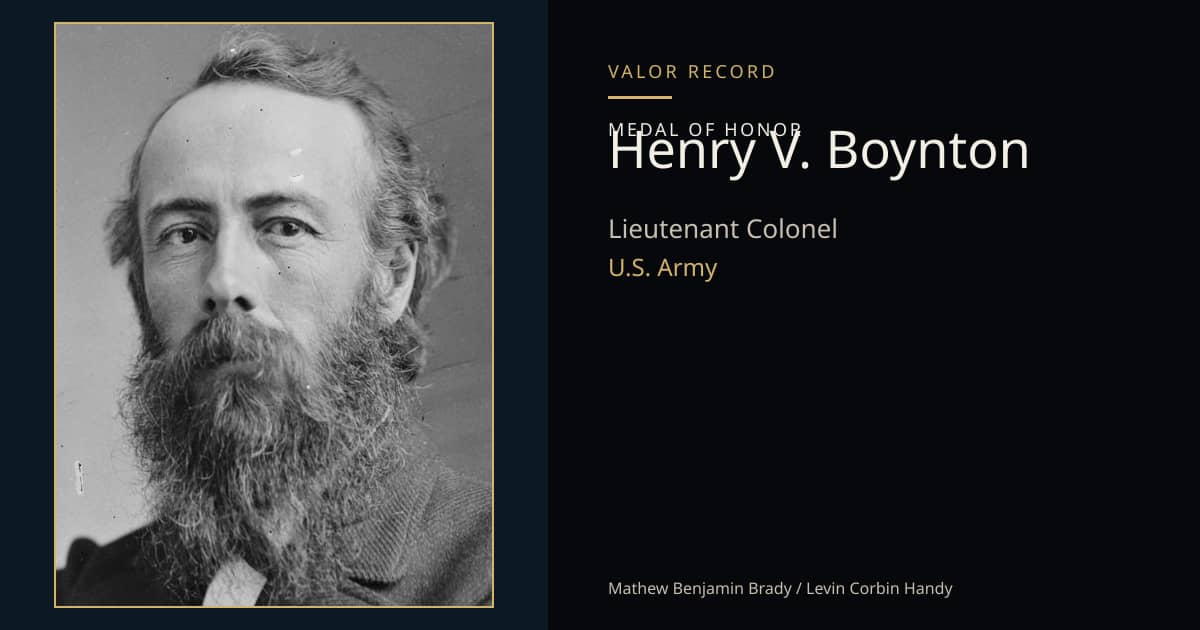 VALOR RECORD
MEDAL OF HONOR
Henry V. Boynton
Lieutenant Colonel
U.S. Army
Mathew Benjamin Brady / Levin Corbin Handy